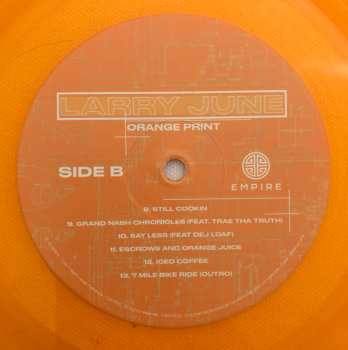 LARRY JUNE
ORANGE PRINT
SIDE B
EMPIRE
8. STILL COOKIN
9. GRAND NASH CHRONICLES (FEAT. TRAE THA TRUTH)
10. SAY LESS (FEAT DEJ LOAF)
11. ESCROWS AND ORANGE JUICE
12. ICED COFFEE
13. 7 MILE BIKE RIDE (OUTRO)